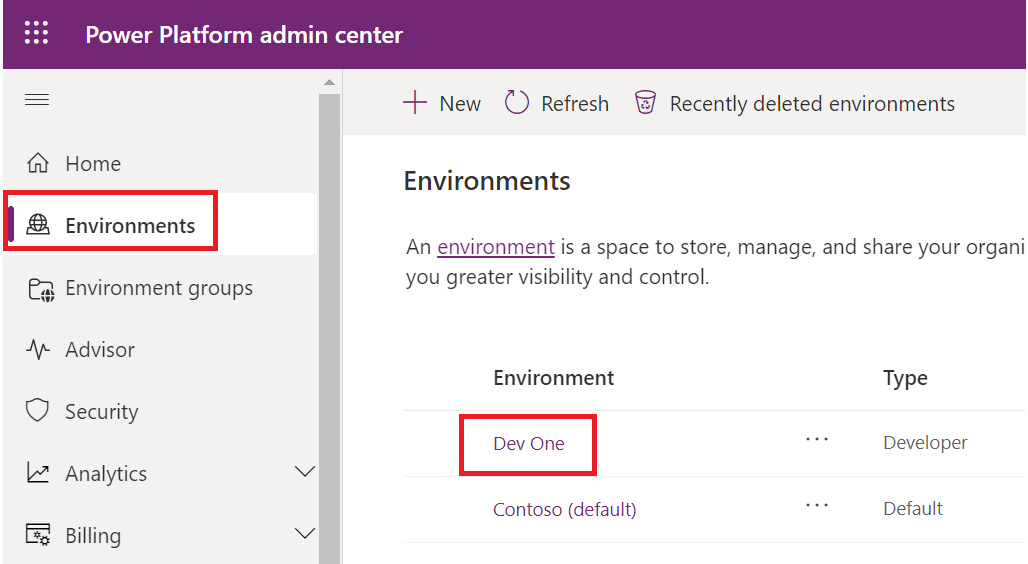 Power Platform admin center
New
Refresh
Recently deleted environments
Home
Environments
Environment groups
Advisor
Security
Analytics
Billing
Environments
An environment is a space to store, manage, and share your organi
you greater visibility and control.
Environment Type
Dev One ... Developer
Contoso (default) ... Default